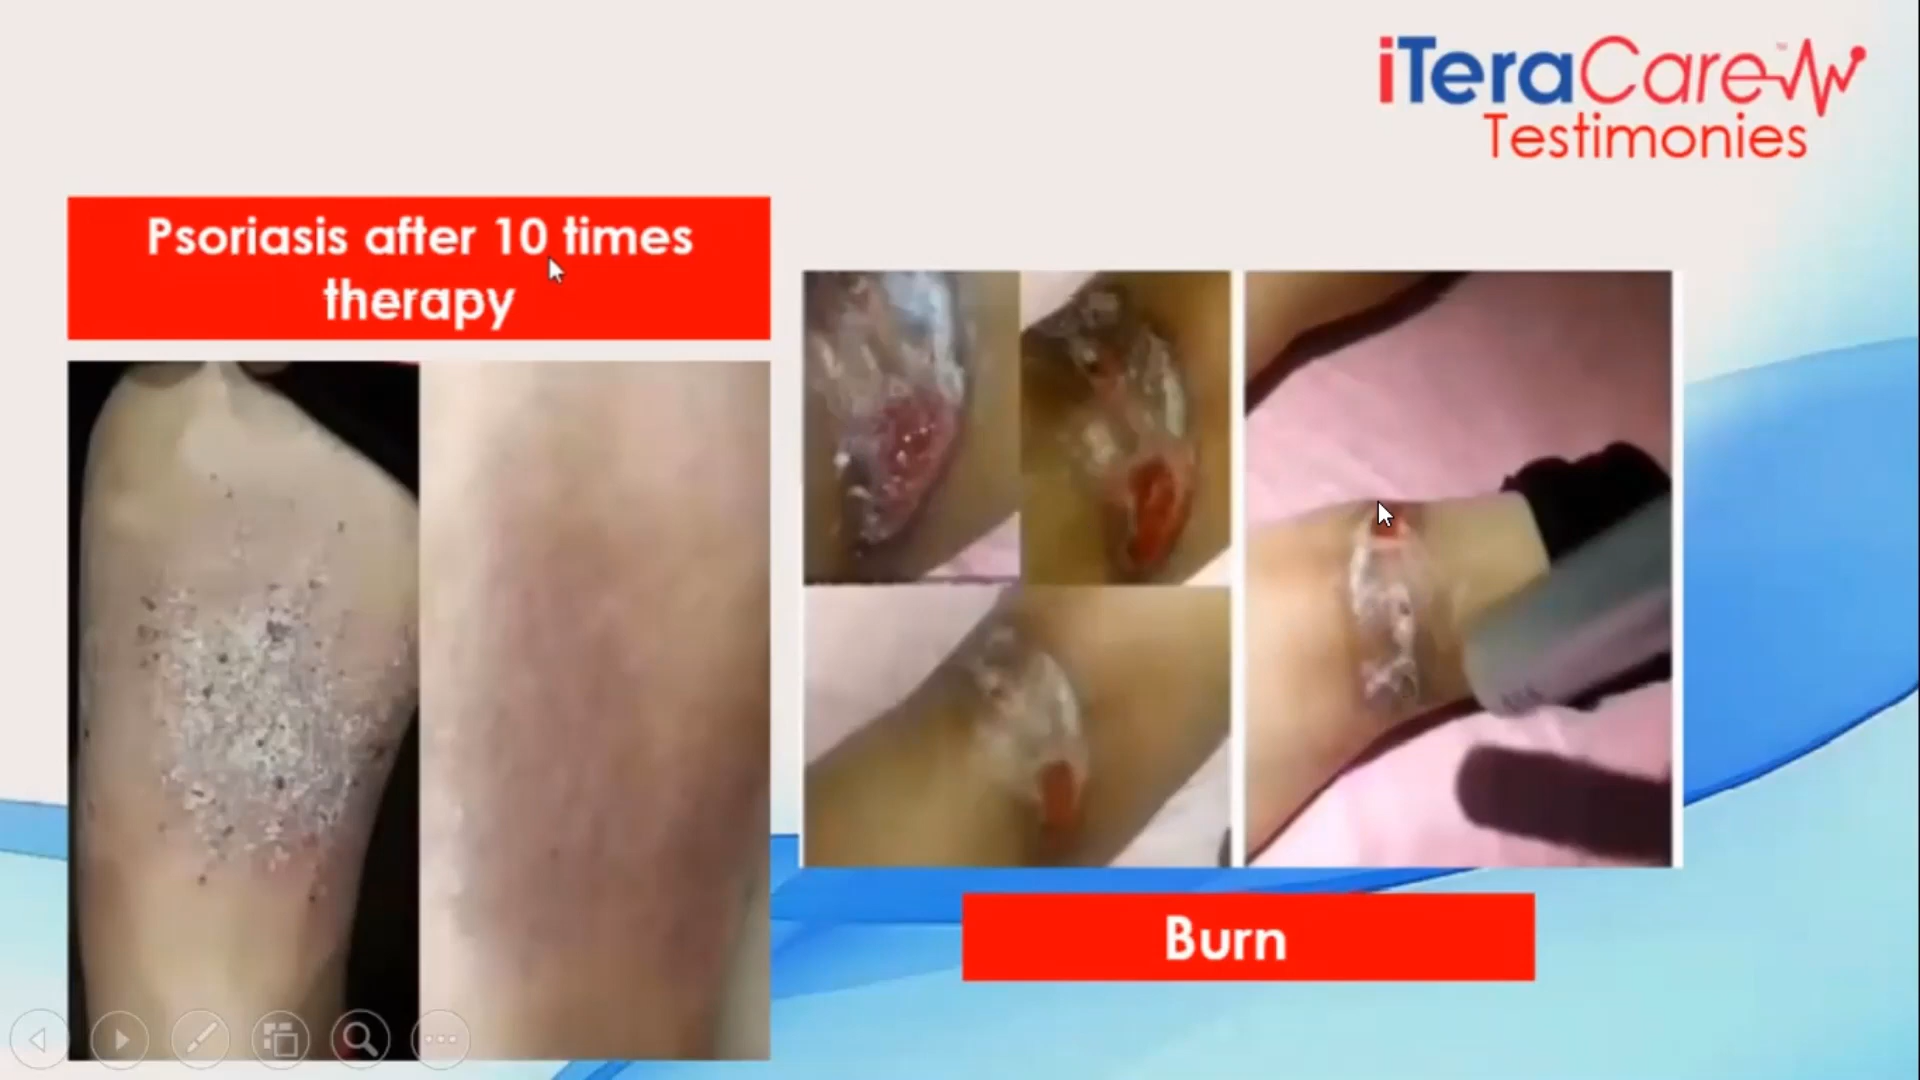 iTeraCare
Testimonies
Psoriasis after 10 times
therapy
Burn